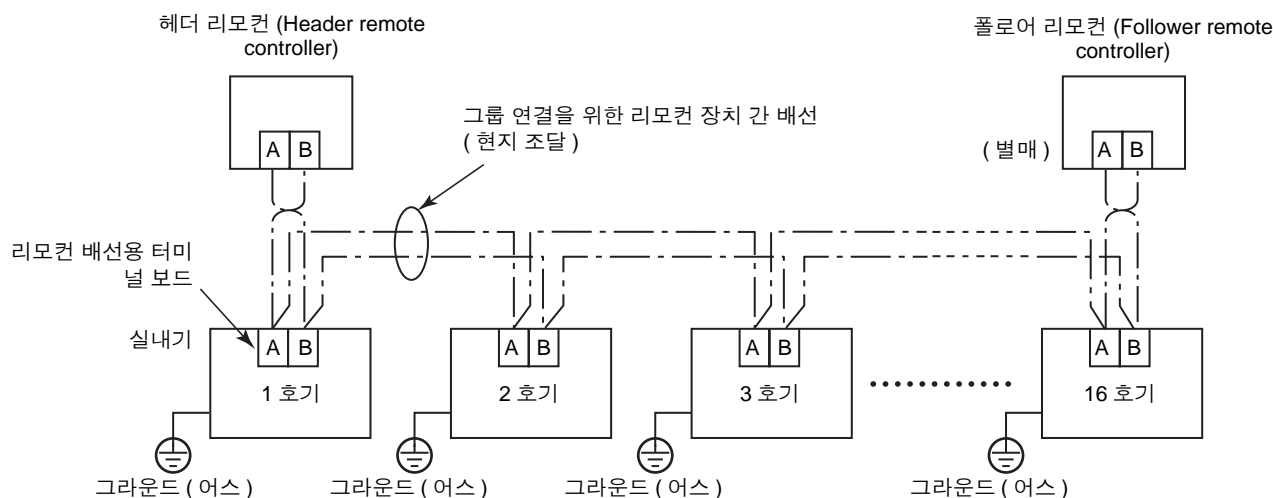 헤더 리모컨 (Header remote
controller)
폴로어 리모컨 (Follower remote
controller)
그룹 연결을 위한 리모컨 장치 간 배선
( 현지 조달 )
A B
( 별매 )
A B
리모컨 배선용 터미
널 보드
실내기
A B
A B
A B
A B
1 호기
2 호기
3 호기
16 호기
그라운드 ( 어스 )
그라운드 ( 어스 )
그라운드 ( 어스 )
그라운드 ( 어스 )